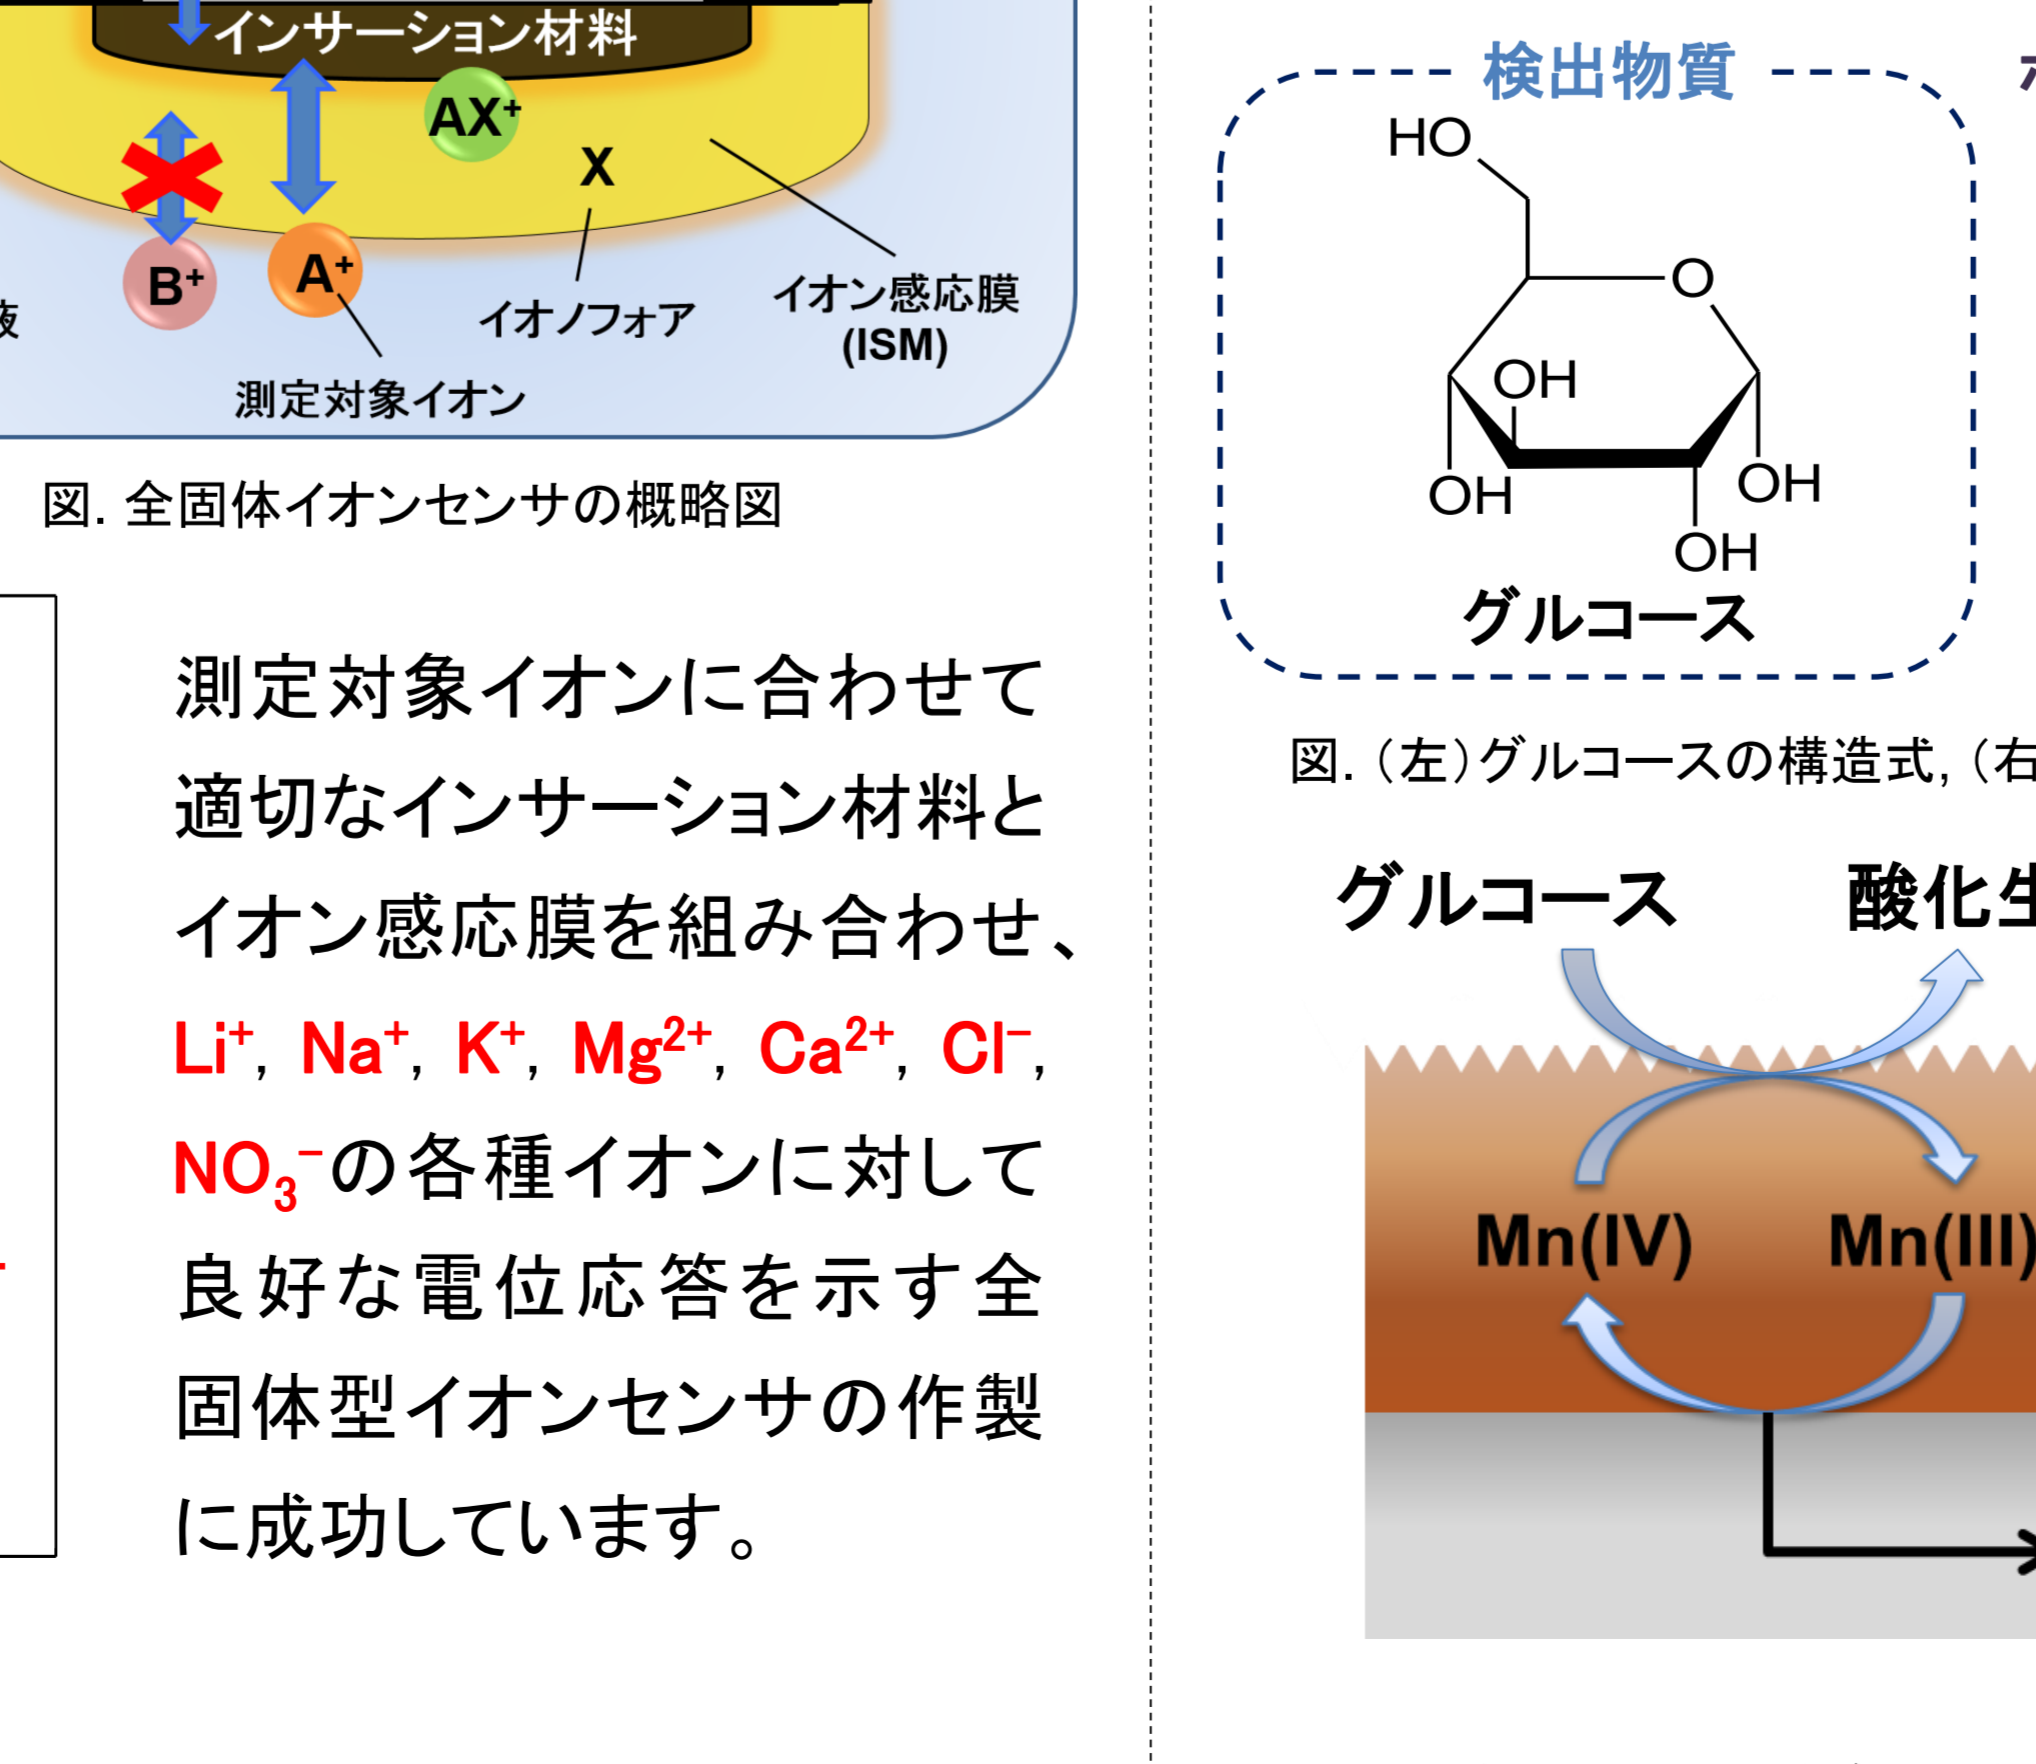 インサーション材料
AX⁺
X
B⁺
A⁺
イオノフォア
イオン感応膜
(ISM)
液
測定対象イオン
図. 全固体イオンセンサの概略図
測定対象イオンに合わせて
適切なインサーション材料と
イオン感応膜を組み合わせ、
Li⁺, Na⁺, K⁺, Mg²⁺, Ca²⁺, Cl⁻,
NO₃⁻の各種イオンに対して
良好な電位応答を示す全
固体型イオンセンサの作製
に成功しています。
検出物質
HO
O
OH
OH
OH
OH
グルコース
図. (左)グルコースの構造式, (右
グルコース
酸化生
Mn(IV)
Mn(III)